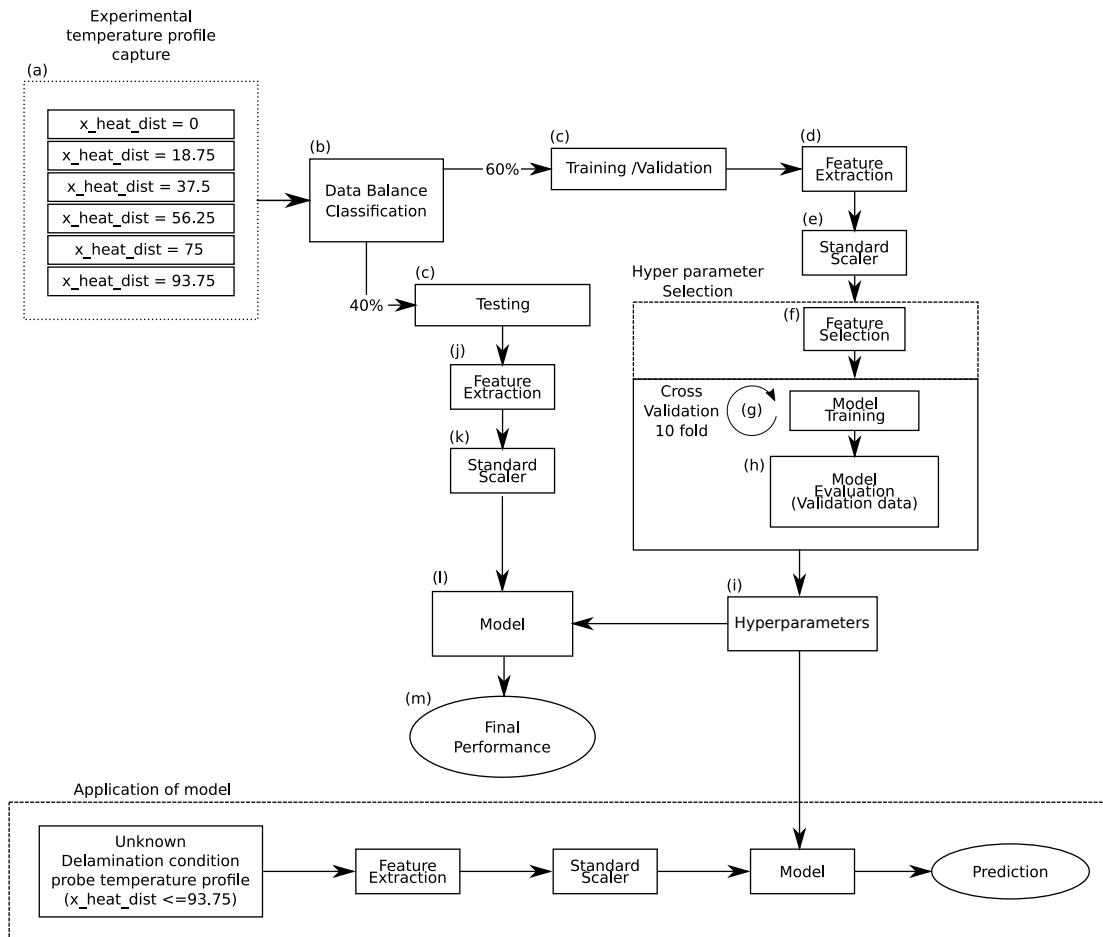 Experimental
temperature profile
capture
(a)
x_heat_dist = 0
x_heat_dist = 18.75
x_heat_dist = 37.5
x_heat_dist = 56.25
x_heat_dist = 75
x_heat_dist = 93.75
(b)
Data Balance
Classification
60%
40%
(c)
Training /Validation
(d)
Feature
Extraction
(e)
Standard
Scaler
(c)
Testing
Hyper parameter
Selection
(f)
Feature
Selection
(j)
Feature
Extraction
Cross
Validation
10 fold
(g)
Model
Training
(k)
Standard
Scaler
(h)
Model
Evaluation
(Validation data)
(l)
Model
(i)
Hyperparameters
(m)
Final
Performance
Application of model
Unknown
Delamination condition
probe temperature profile
(x_heat_dist <=93.75)
Feature
Extraction
Standard
Scaler
Model
Prediction